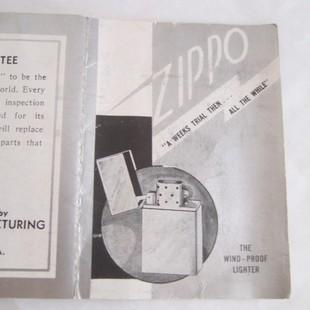 TEE
" to be the
orld. Every
inspection
d for its
ill replace
parts that
by
CTURING
A.
ZIPPO
"A WEEKS TRIAL THEN...
ALL THE WHILE"
THE
WIND-PROOF
LIGHTER